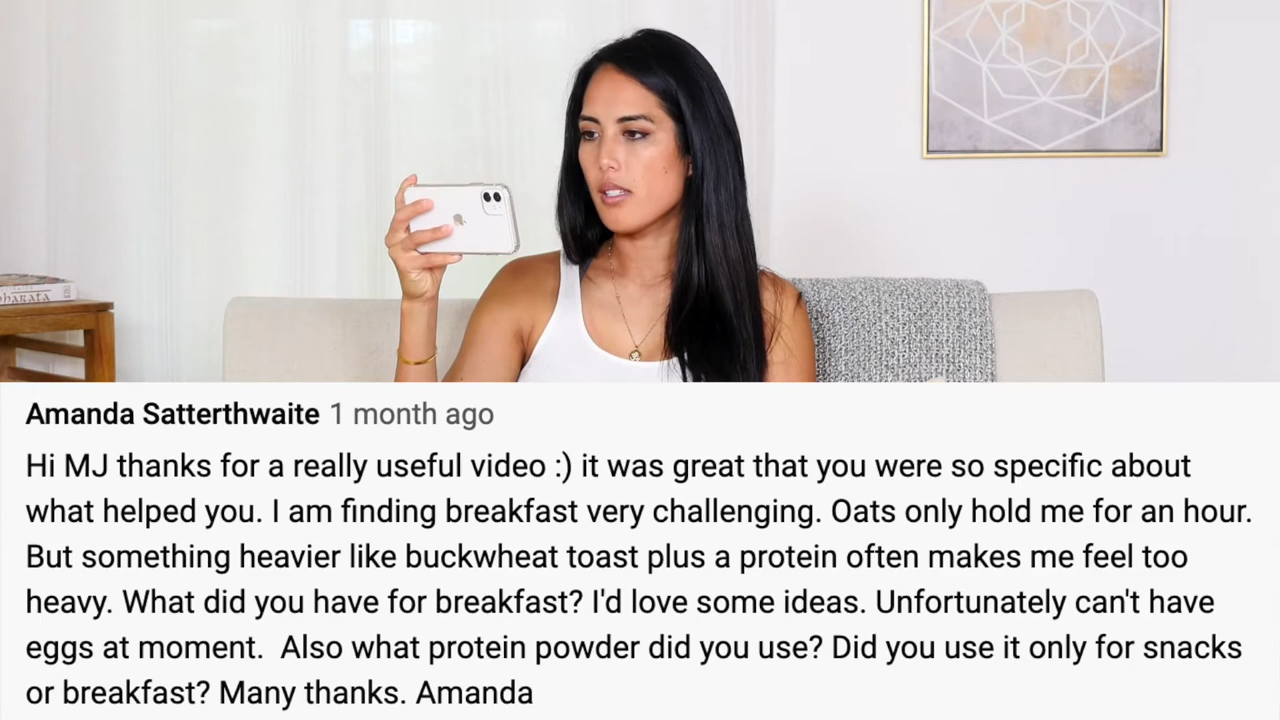 PHARATA
Amanda Satterthwaite 1 month ago
Hi MJ thanks for a really useful video :) it was great that you were so specific about
what helped you. I am finding breakfast very challenging. Oats only hold me for an hour.
But something heavier like buckwheat toast plus a protein often makes me feel too
heavy. What did you have for breakfast? I'd love some ideas. Unfortunately can't have
eggs at moment.  Also what protein powder did you use? Did you use it only for snacks
or breakfast? Many thanks. Amanda